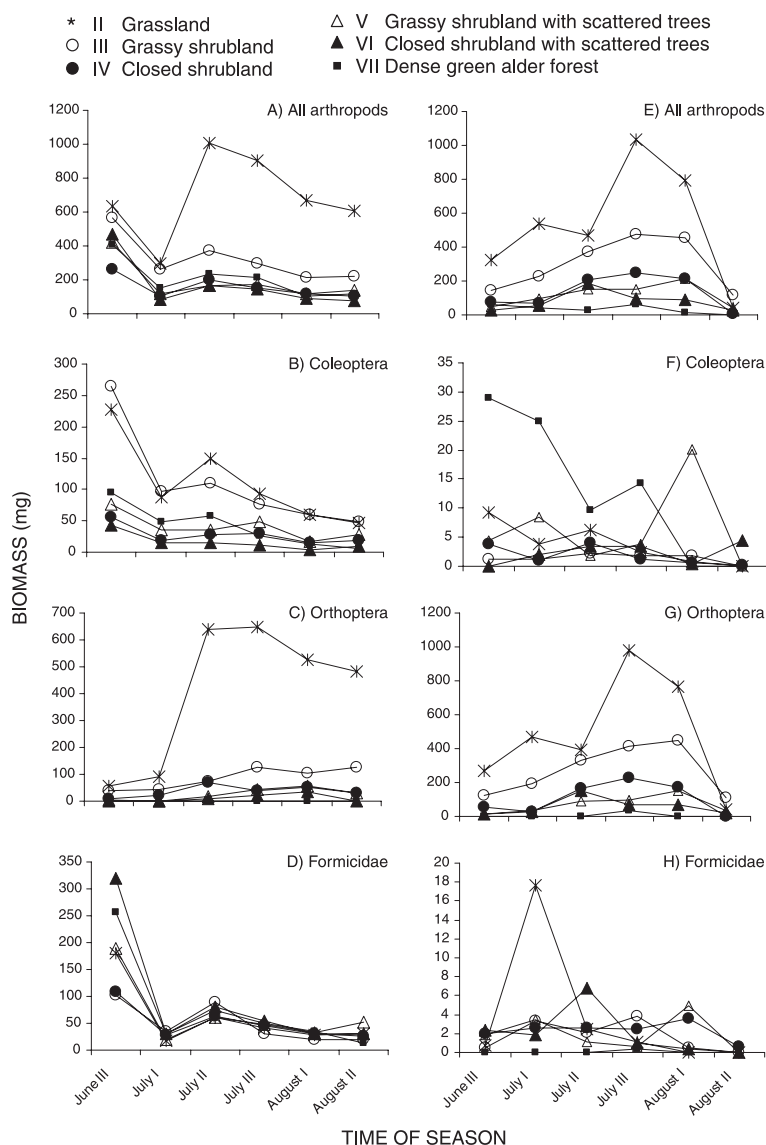 * II Grassland
III Grassy shrubland
IV Closed shrubland
V Grassy shrubland with scattered trees
VI Closed shrubland with scattered trees
VII Dense green alder forest
A) All arthropods
1200
1000
800
600
400
200
0
E) All arthropods
1200
1000
800
600
400
200
0
B) Coleoptera
300
250
200
150
100
50
0
F) Coleoptera
35
30
25
20
15
10
5
0
BIOMASS (mg)
C) Orthoptera
700
600
500
400
300
200
100
0
G) Orthoptera
1200
1000
800
600
400
200
0
D) Formicidae
350
300
250
200
150
100
50
0
June III
July I
July II
July III
August I
August II
H) Formicidae
20
18
16
14
12
10
8
6
4
2
0
June III
July I
July II
July III
August I
August II
TIME OF SEASON